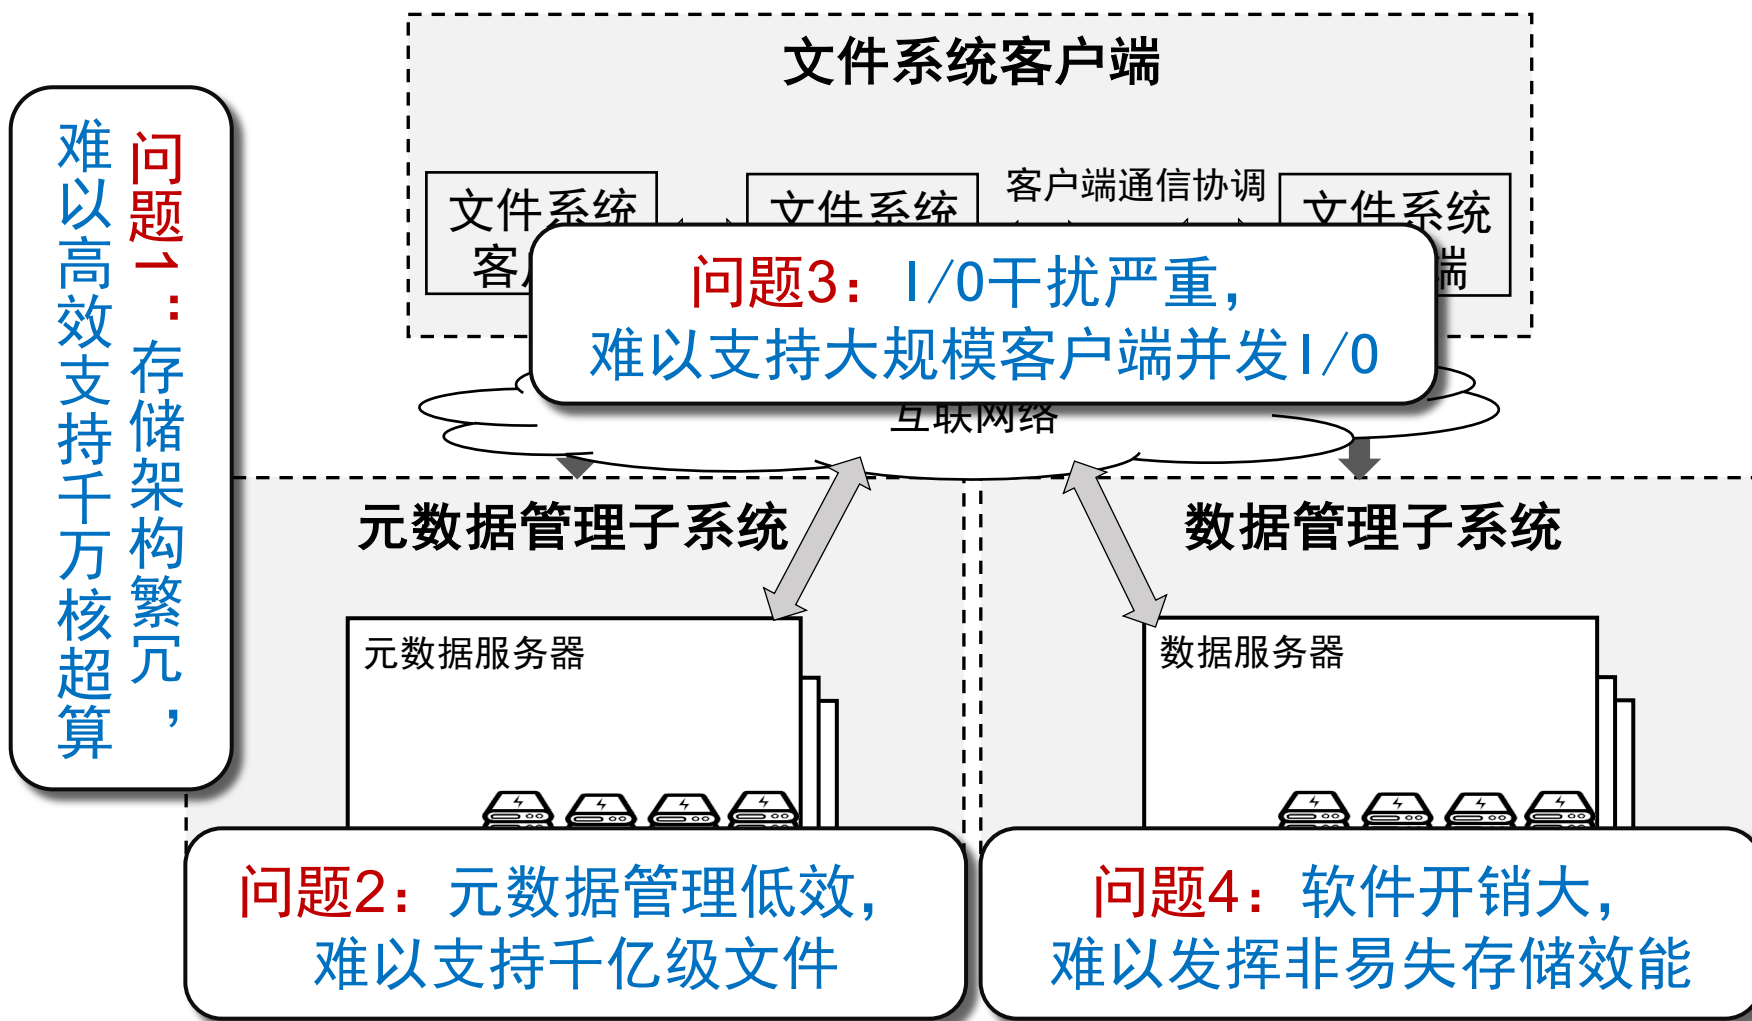 文件系统客户端
问题1：存储架构繁冗，
难以高效支持千万核超算
客户端通信协调
文件系统
客
文件系统
文件系统
端
问题3：I/O干扰严重，
难以支持大规模客户端并发I/O
互联网络
元数据管理子系统
数据管理子系统
元数据服务器
数据服务器
问题2：元数据管理低效，
难以支持千亿级文件
问题4：软件开销大，
难以发挥非易失存储效能